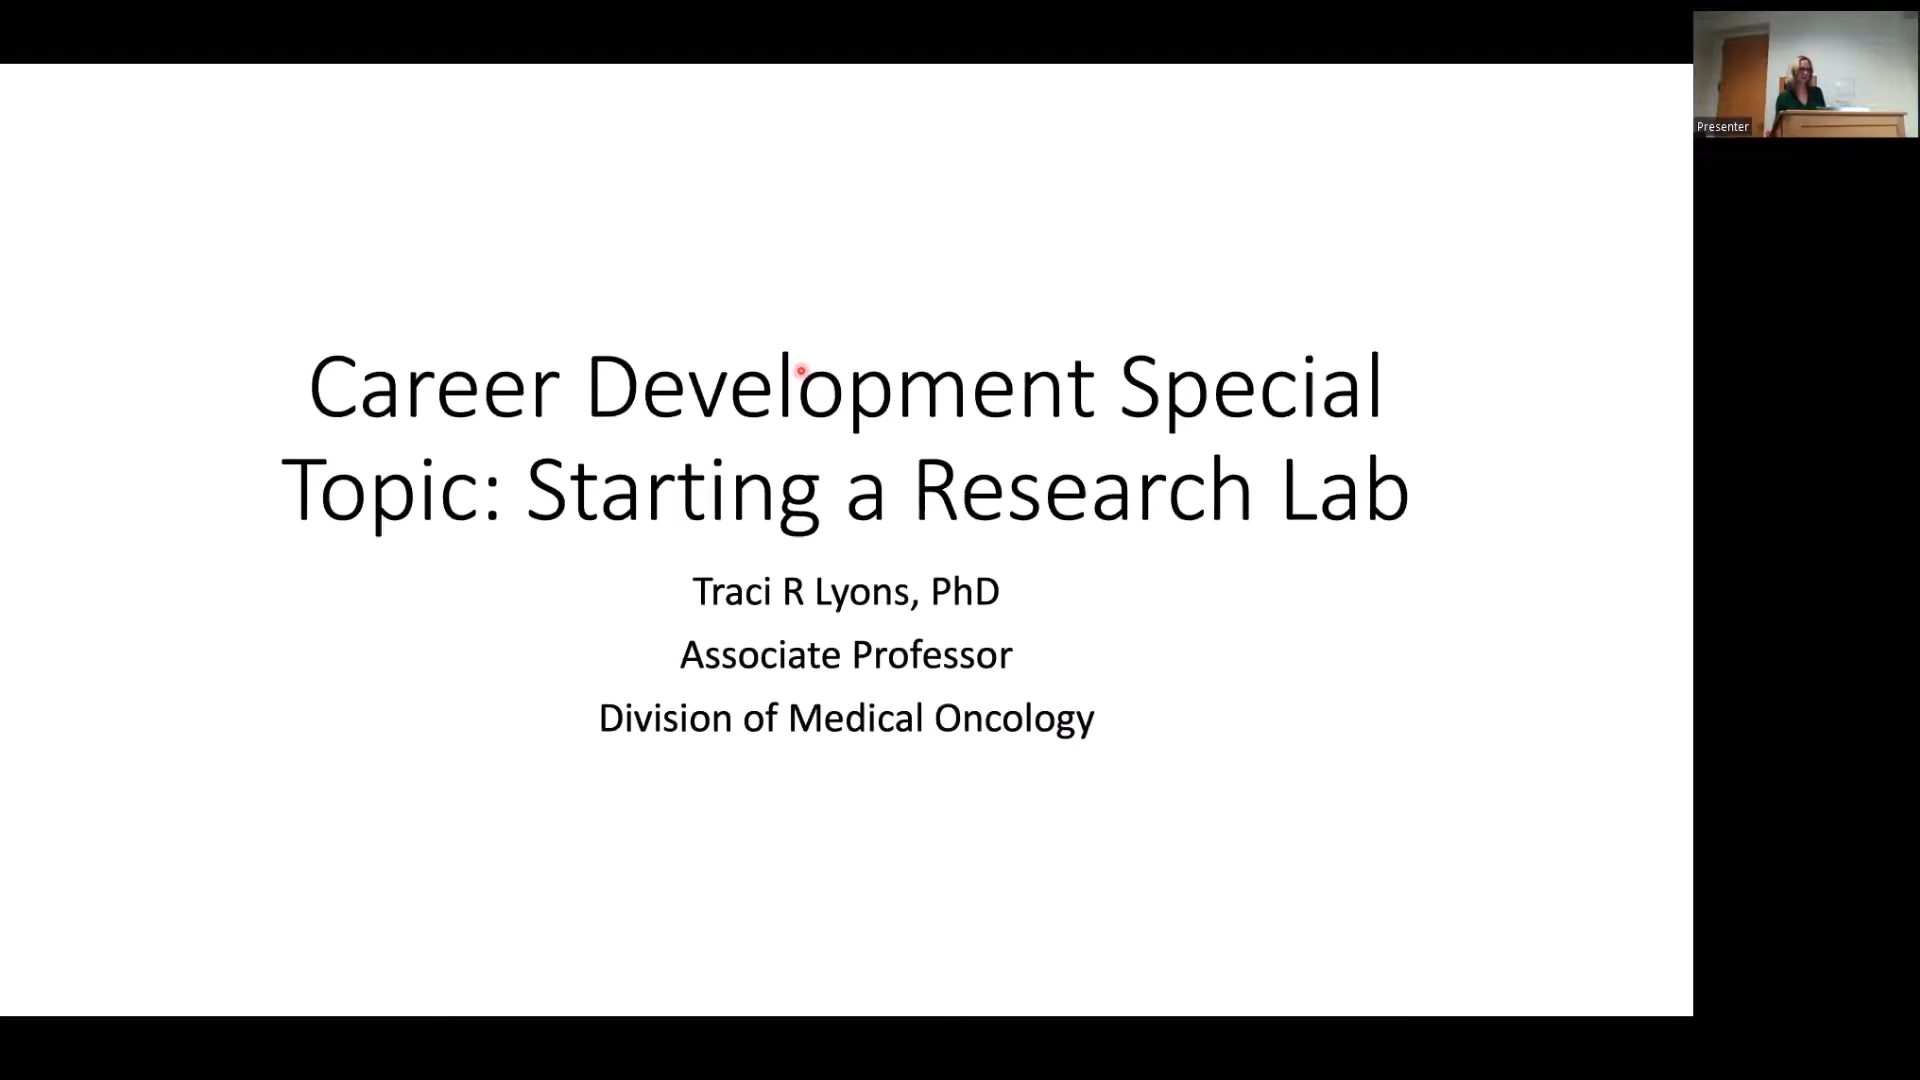 Career Development Special
Topic: Starting a Research Lab
Traci R Lyons, PhD
Associate Professor
Division of Medical Oncology
Presenter